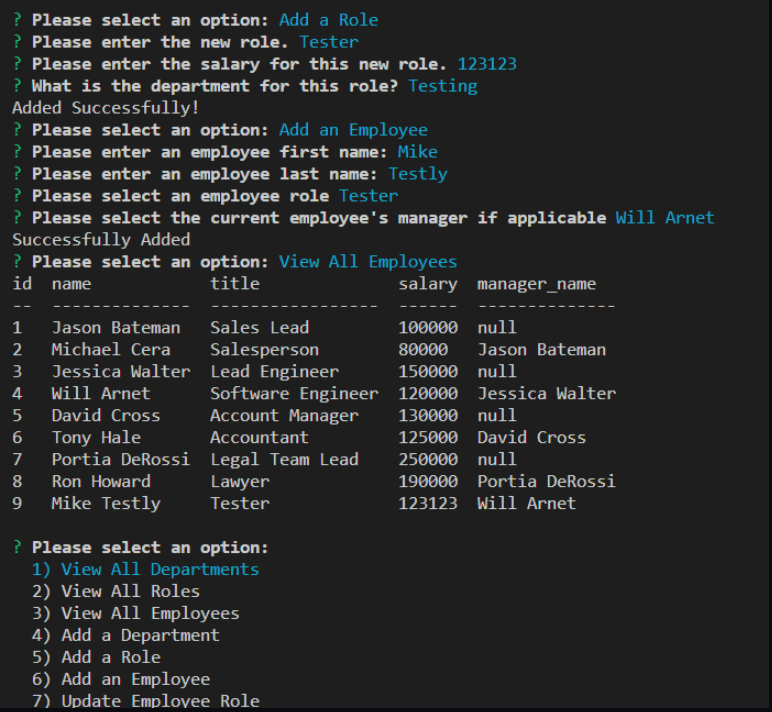 ? Please select an option: Add a Role
? Please enter the new role. Tester
? Please enter the salary for this new role. 123123
? What is the department for this role? Testing
Added Successfully!
? Please select an option: Add an Employee
? Please enter an employee first name: Mike
? Please enter an employee last name: Testly
? Please select an employee role Tester
? Please select the current employee's manager if applicable Will Arnet
Successfully Added
? Please select an option: View All Employees
id  name            title              salary  manager_name
--  --------------  -----------------  ------  --------------
1   Jason Bateman   Sales Lead         100000  null
2   Michael Cera    Salesperson        80000   Jason Bateman
3   Jessica Walter  Lead Engineer      150000  null
4   Will Arnet      Software Engineer  120000  Jessica Walter
5   David Cross     Account Manager    130000  null
6   Tony Hale       Accountant         125000  David Cross
7   Portia DeRossi  Legal Team Lead    250000  null
8   Ron Howard      Lawyer             190000  Portia DeRossi
9   Mike Testly     Tester             123123  Will Arnet
? Please select an option:
1) View All Departments
2) View All Roles
3) View All Employees
4) Add a Department
5) Add a Role
6) Add an Employee
7) Update Employee Role